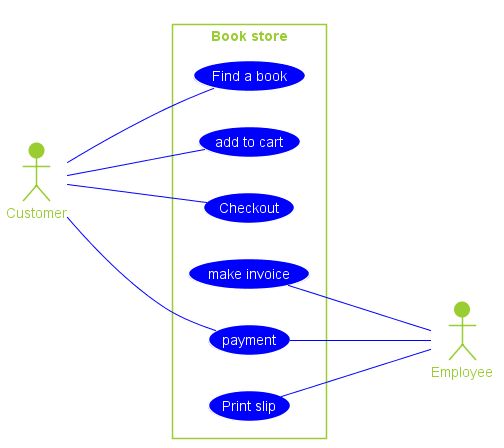 Book store
Find a book
add to cart
Customer
Checkout
make invoice
payment
Employee
Print slip